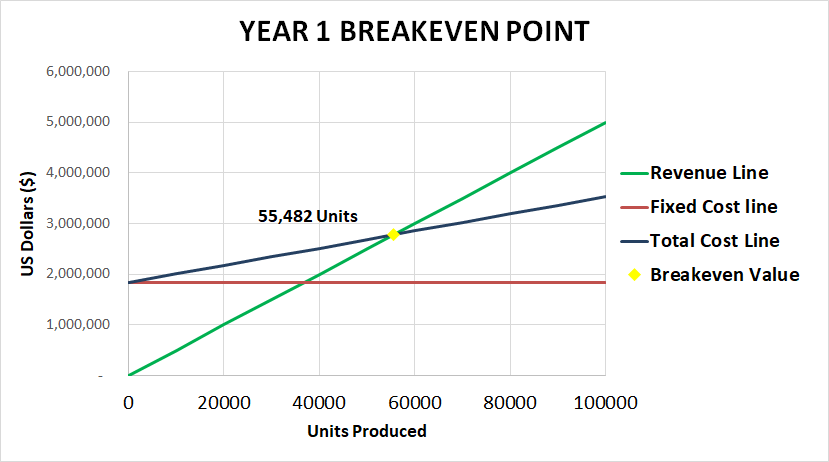 YEAR 1 BREAKEVEN POINT
6,000,000
5,000,000
4,000,000
3,000,000
2,000,000
1,000,000
-
US Dollars ($)
55,482 Units
0 20000 40000 60000 80000 100000
Units Produced
Revenue Line
Fixed Cost line
Total Cost Line
Breakeven Value